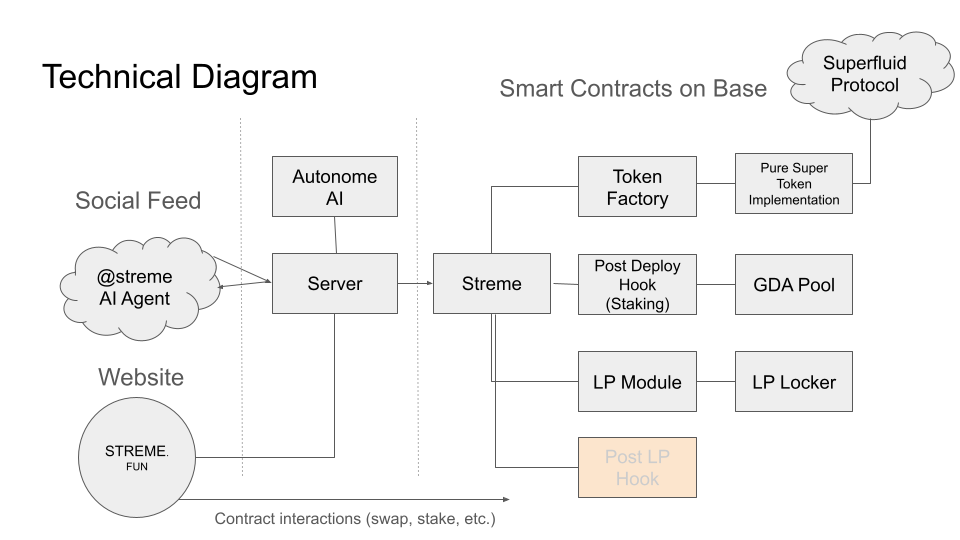 Technical Diagram
Smart Contracts on Base
Superfluid
Protocol
Social Feed
Autonome
AI
Token
Factory
Pure Super
Token
Implementation
@streme
AI Agent
Server
Streme
Post Deploy
Hook
(Staking)
GDA Pool
Website
LP Module
LP Locker
STREME.
FUN
Post LP
Hook
Contract interactions (swap, stake, etc.)